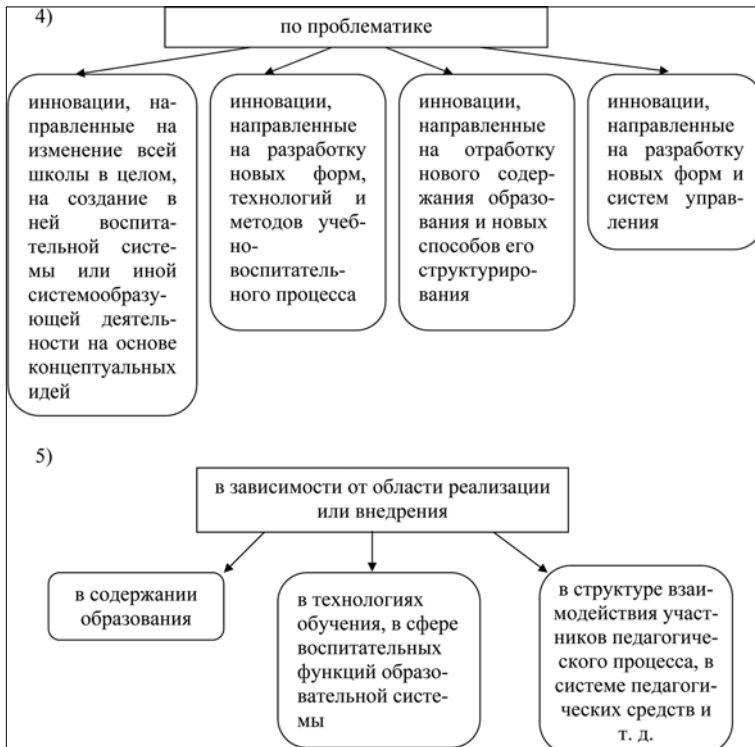 4)
по проблематике
инновации, на-
правленные на
изменение всей
школы в целом,
на создание в
ней воспита-
тельной систе-
мы или иной
системообразу-
ющей деятель-
ности на основе
концептуальных
идей
инновации,
направленные
на разработку
новых форм,
технологий и
методов учеб-
но-
воспитатель-
ного процесса
инновации,
направленные
на отработку
нового содер-
жания образо-
вания и новых
способов его
структурирo-
вания
инновации,
направленные
на разработку
новых форм и
систем управ-
ления
5)
в зависимости от области реализации
или внедрения
в содержании
образования
в технологиях
обучения, в сфере
воспитательных
функций образо-
вательной систе-
мы
в структуре взаи-
модействия участ-
ников педагогиче-
ского процесса, в
системе педагоги-
ческих средств и
т. д.